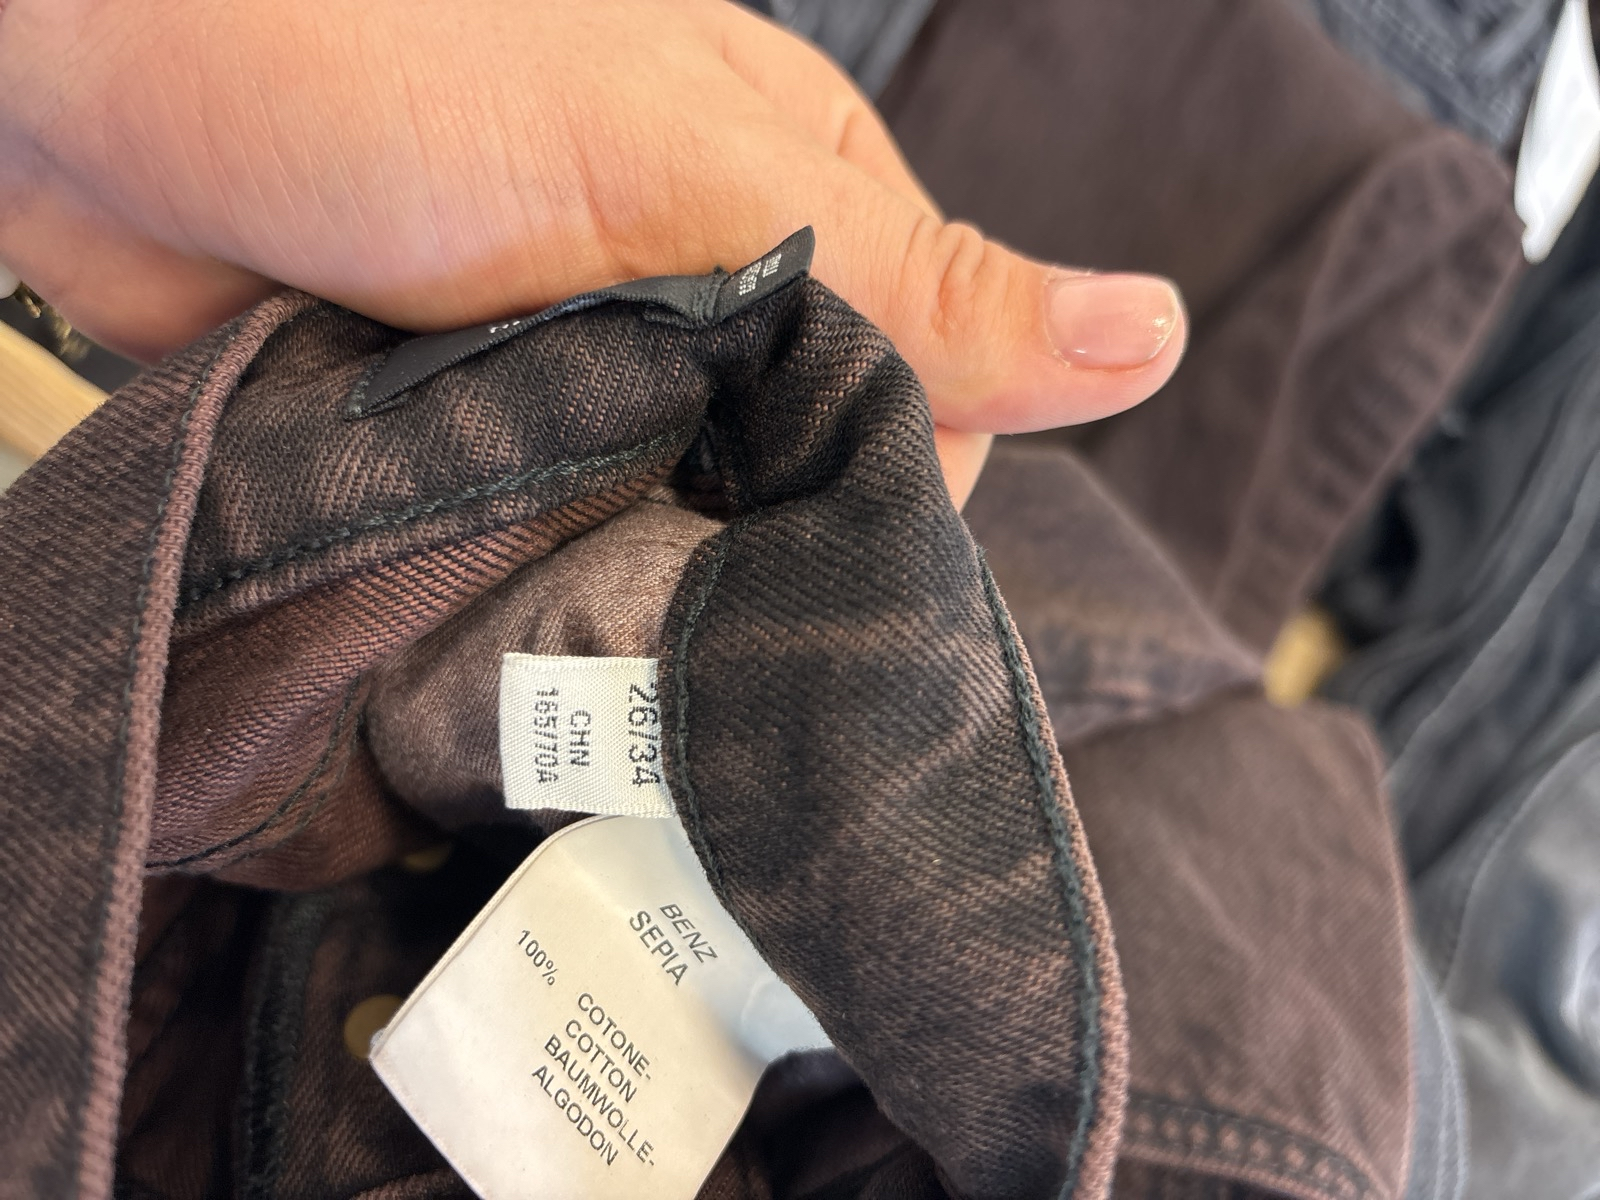 26/34
CHN
165/70A
BENZ
SEPIA
100%
COTONE-
COTTON
BAUMWOLLE-
ALGODON